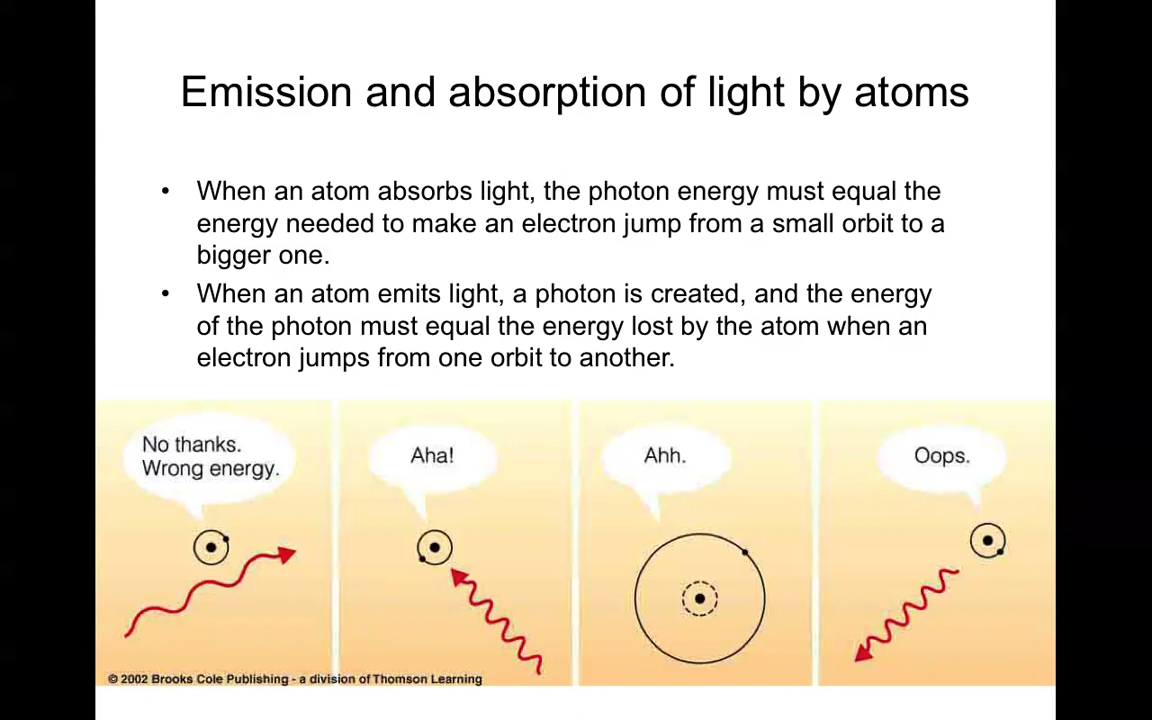 Emission and absorption of light by atoms
• When an atom absorbs light, the photon energy must equal the
energy needed to make an electron jump from a small orbit to a
bigger one.
• When an atom emits light, a photon is created, and the energy
of the photon must equal the energy lost by the atom when an
electron jumps from one orbit to another.
No thanks.
Wrong energy.
Aha!
Ahh.
Oops.
© 2002 Brooks Cole Publishing - a division of Thomson Learning